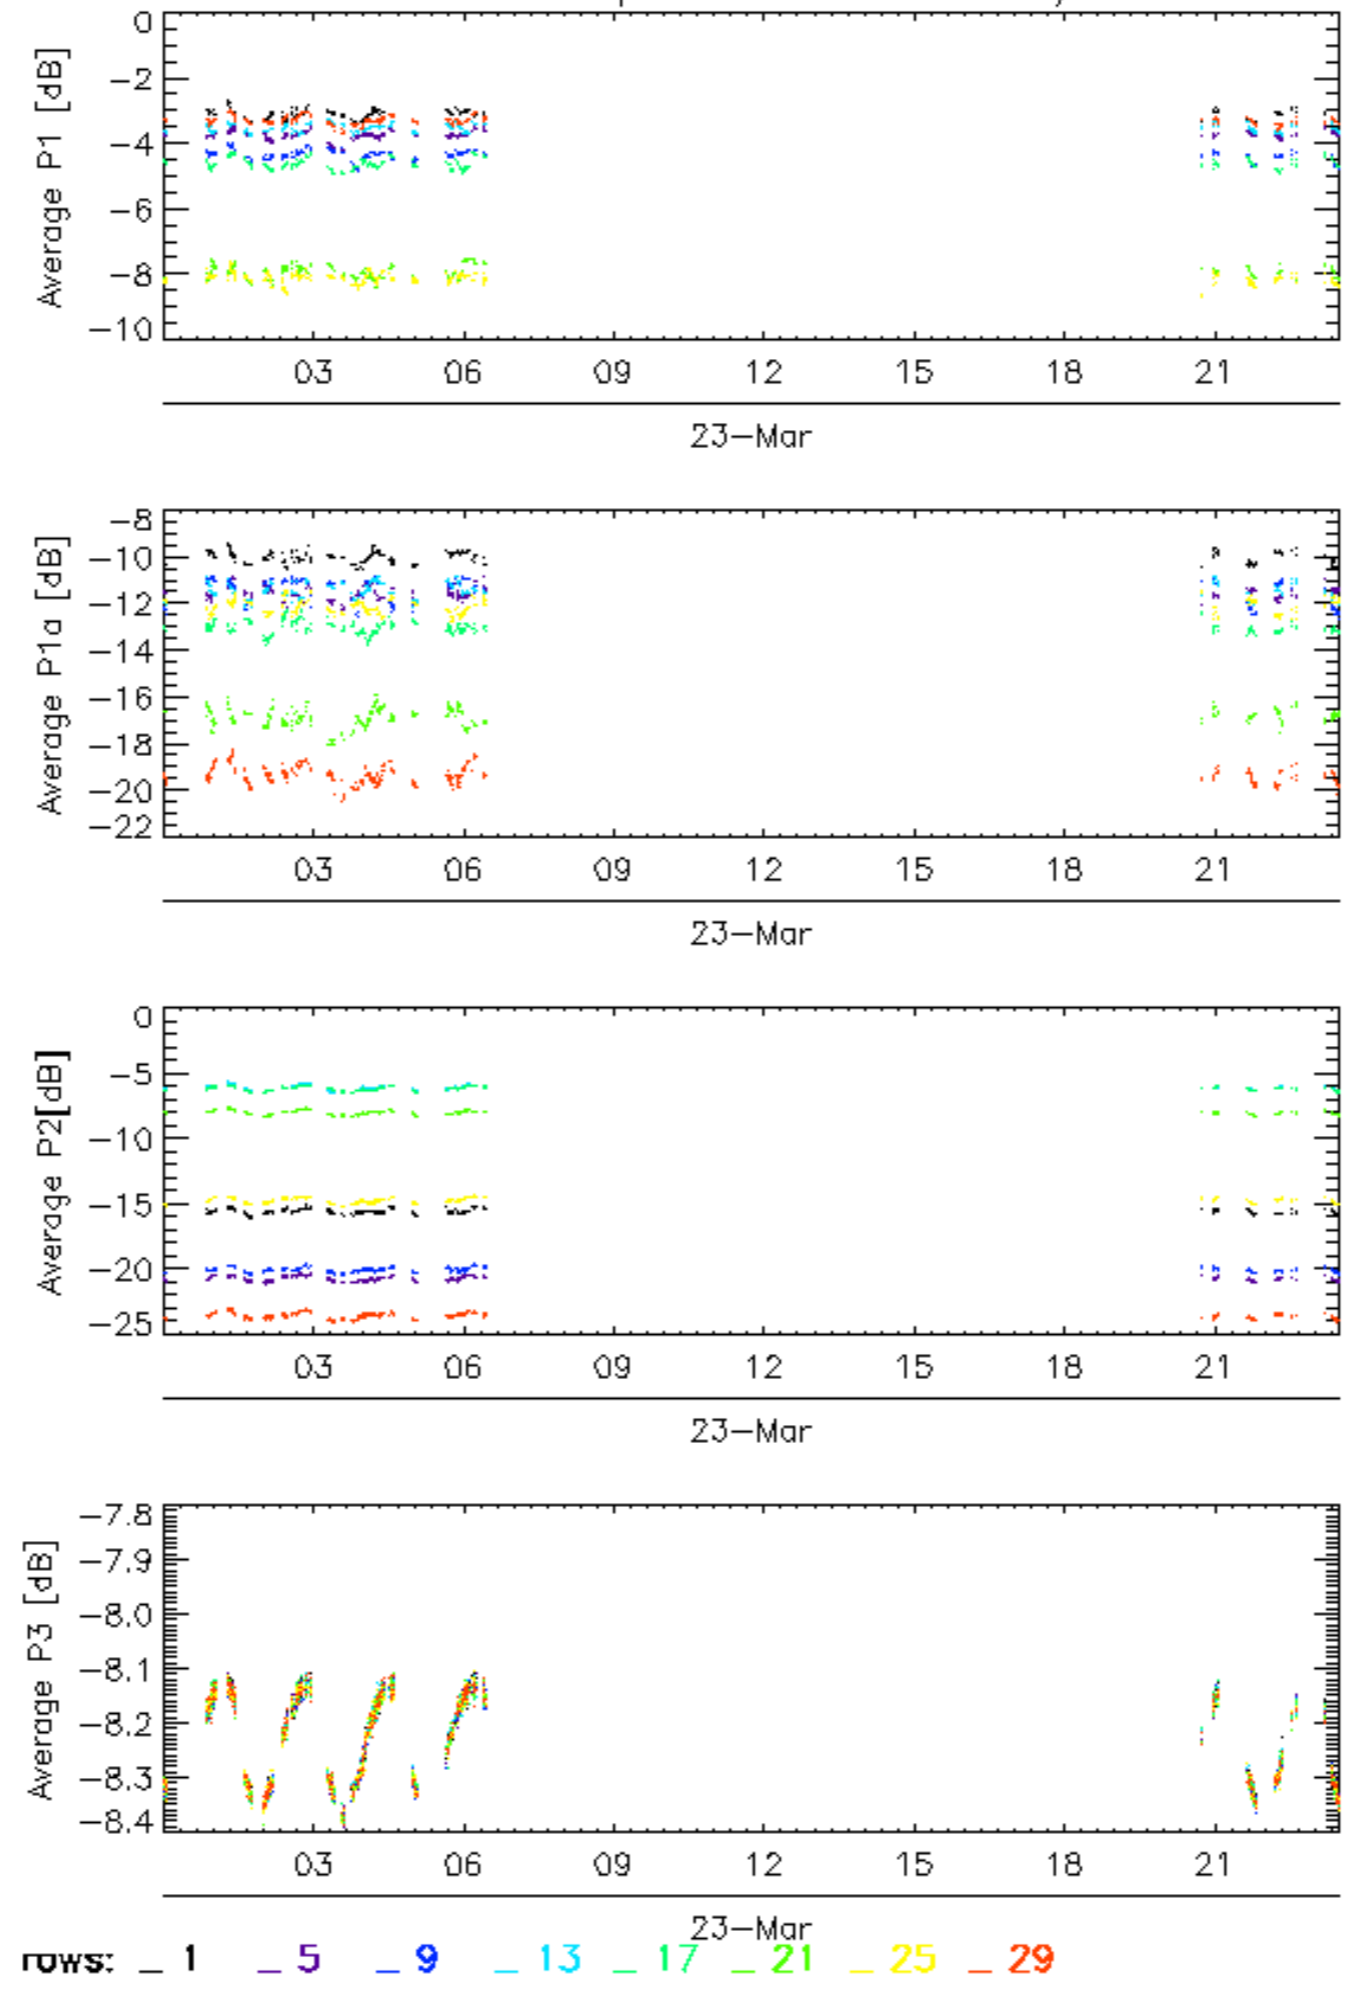 0
-2
-4
-6
-8
-10
Average P1 [dB]
03 06 09 12 15 18 21
23-Mar
-8
-10
-12
-14
-16
-18
-20
-22
Average P1a [dB]
03 06 09 12 15 18 21
23-Mar
0
-5
-10
-15
-20
-25
Average P2[dB]
03 06 09 12 15 18 21
23-Mar
-7.8
-7.9
-8.0
-8.1
-8.2
-8.3
-8.4
Average P3 [dB]
03 06 09 12 15 18 21
23-Mar
rows: _ 1 _ 5 _ 9 _ 13 _ 17 _ 21 _ 25 _ 29